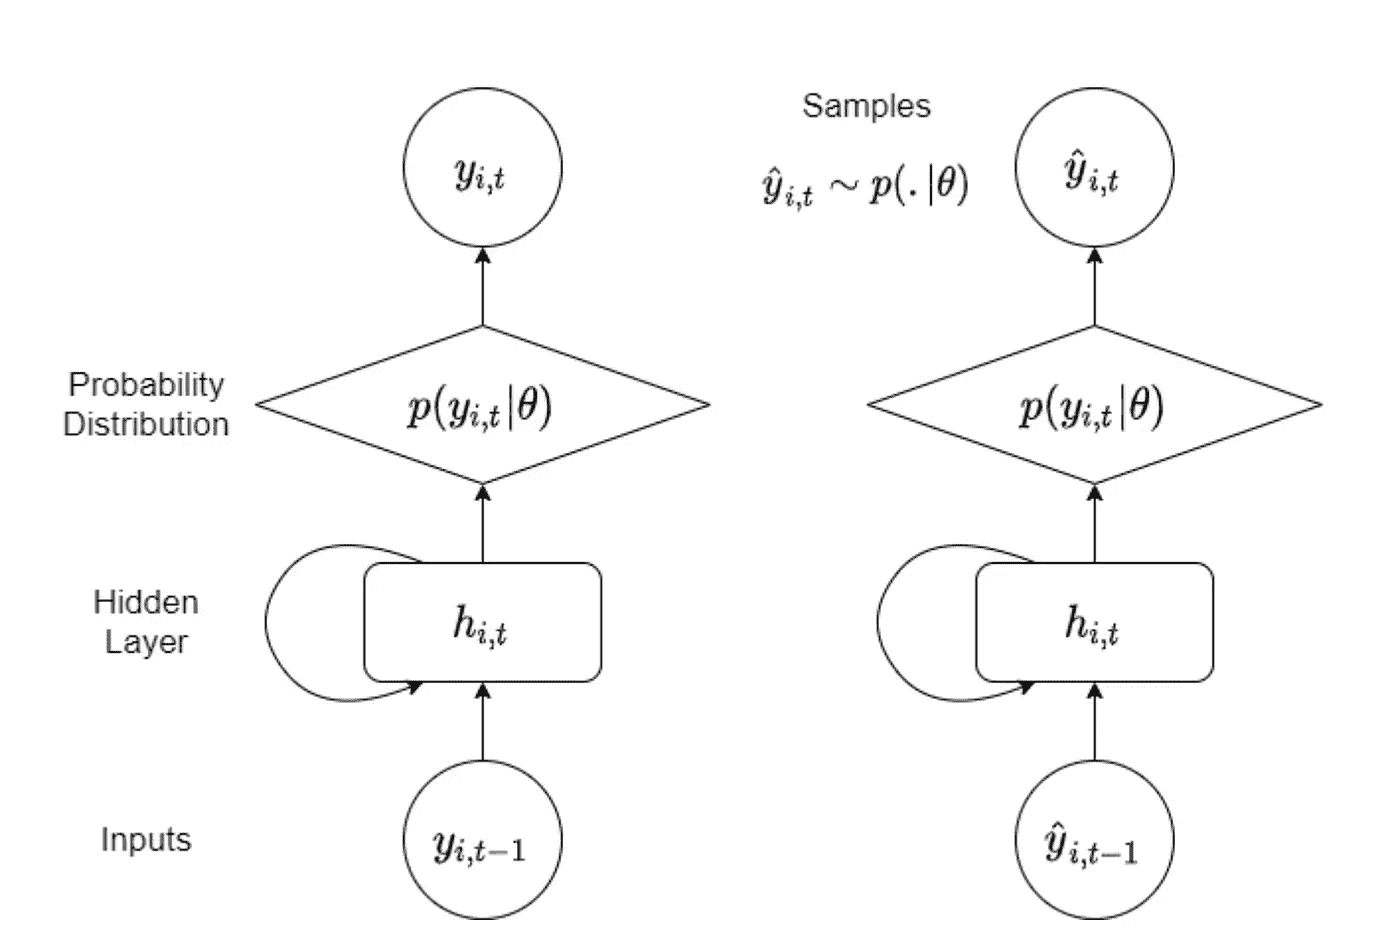 Samples
$y_{i,t}$
$\hat{y}_{i,t} \sim p(.|\theta)$
$\hat{y}_{i,t}$
Probability
Distribution
$p(y_{i,t}|\theta)$
$p(y_{i,t}|\theta)$
Hidden
Layer
$h_{i,t}$
$h_{i,t}$
Inputs
$y_{i,t-1}$
$\hat{y}_{i,t-1}$